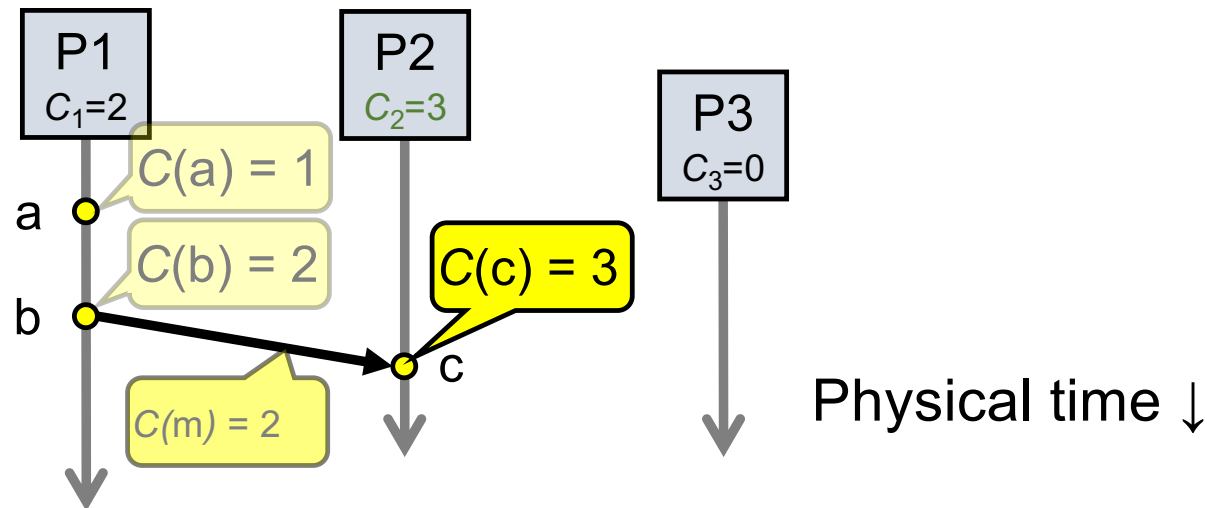 P1
C₁=2
P2
C₂=3
P3
C₃=0
a
C(a) = 1
b
C(b) = 2
C(c) = 3
c
C(m) = 2
Physical time ↓